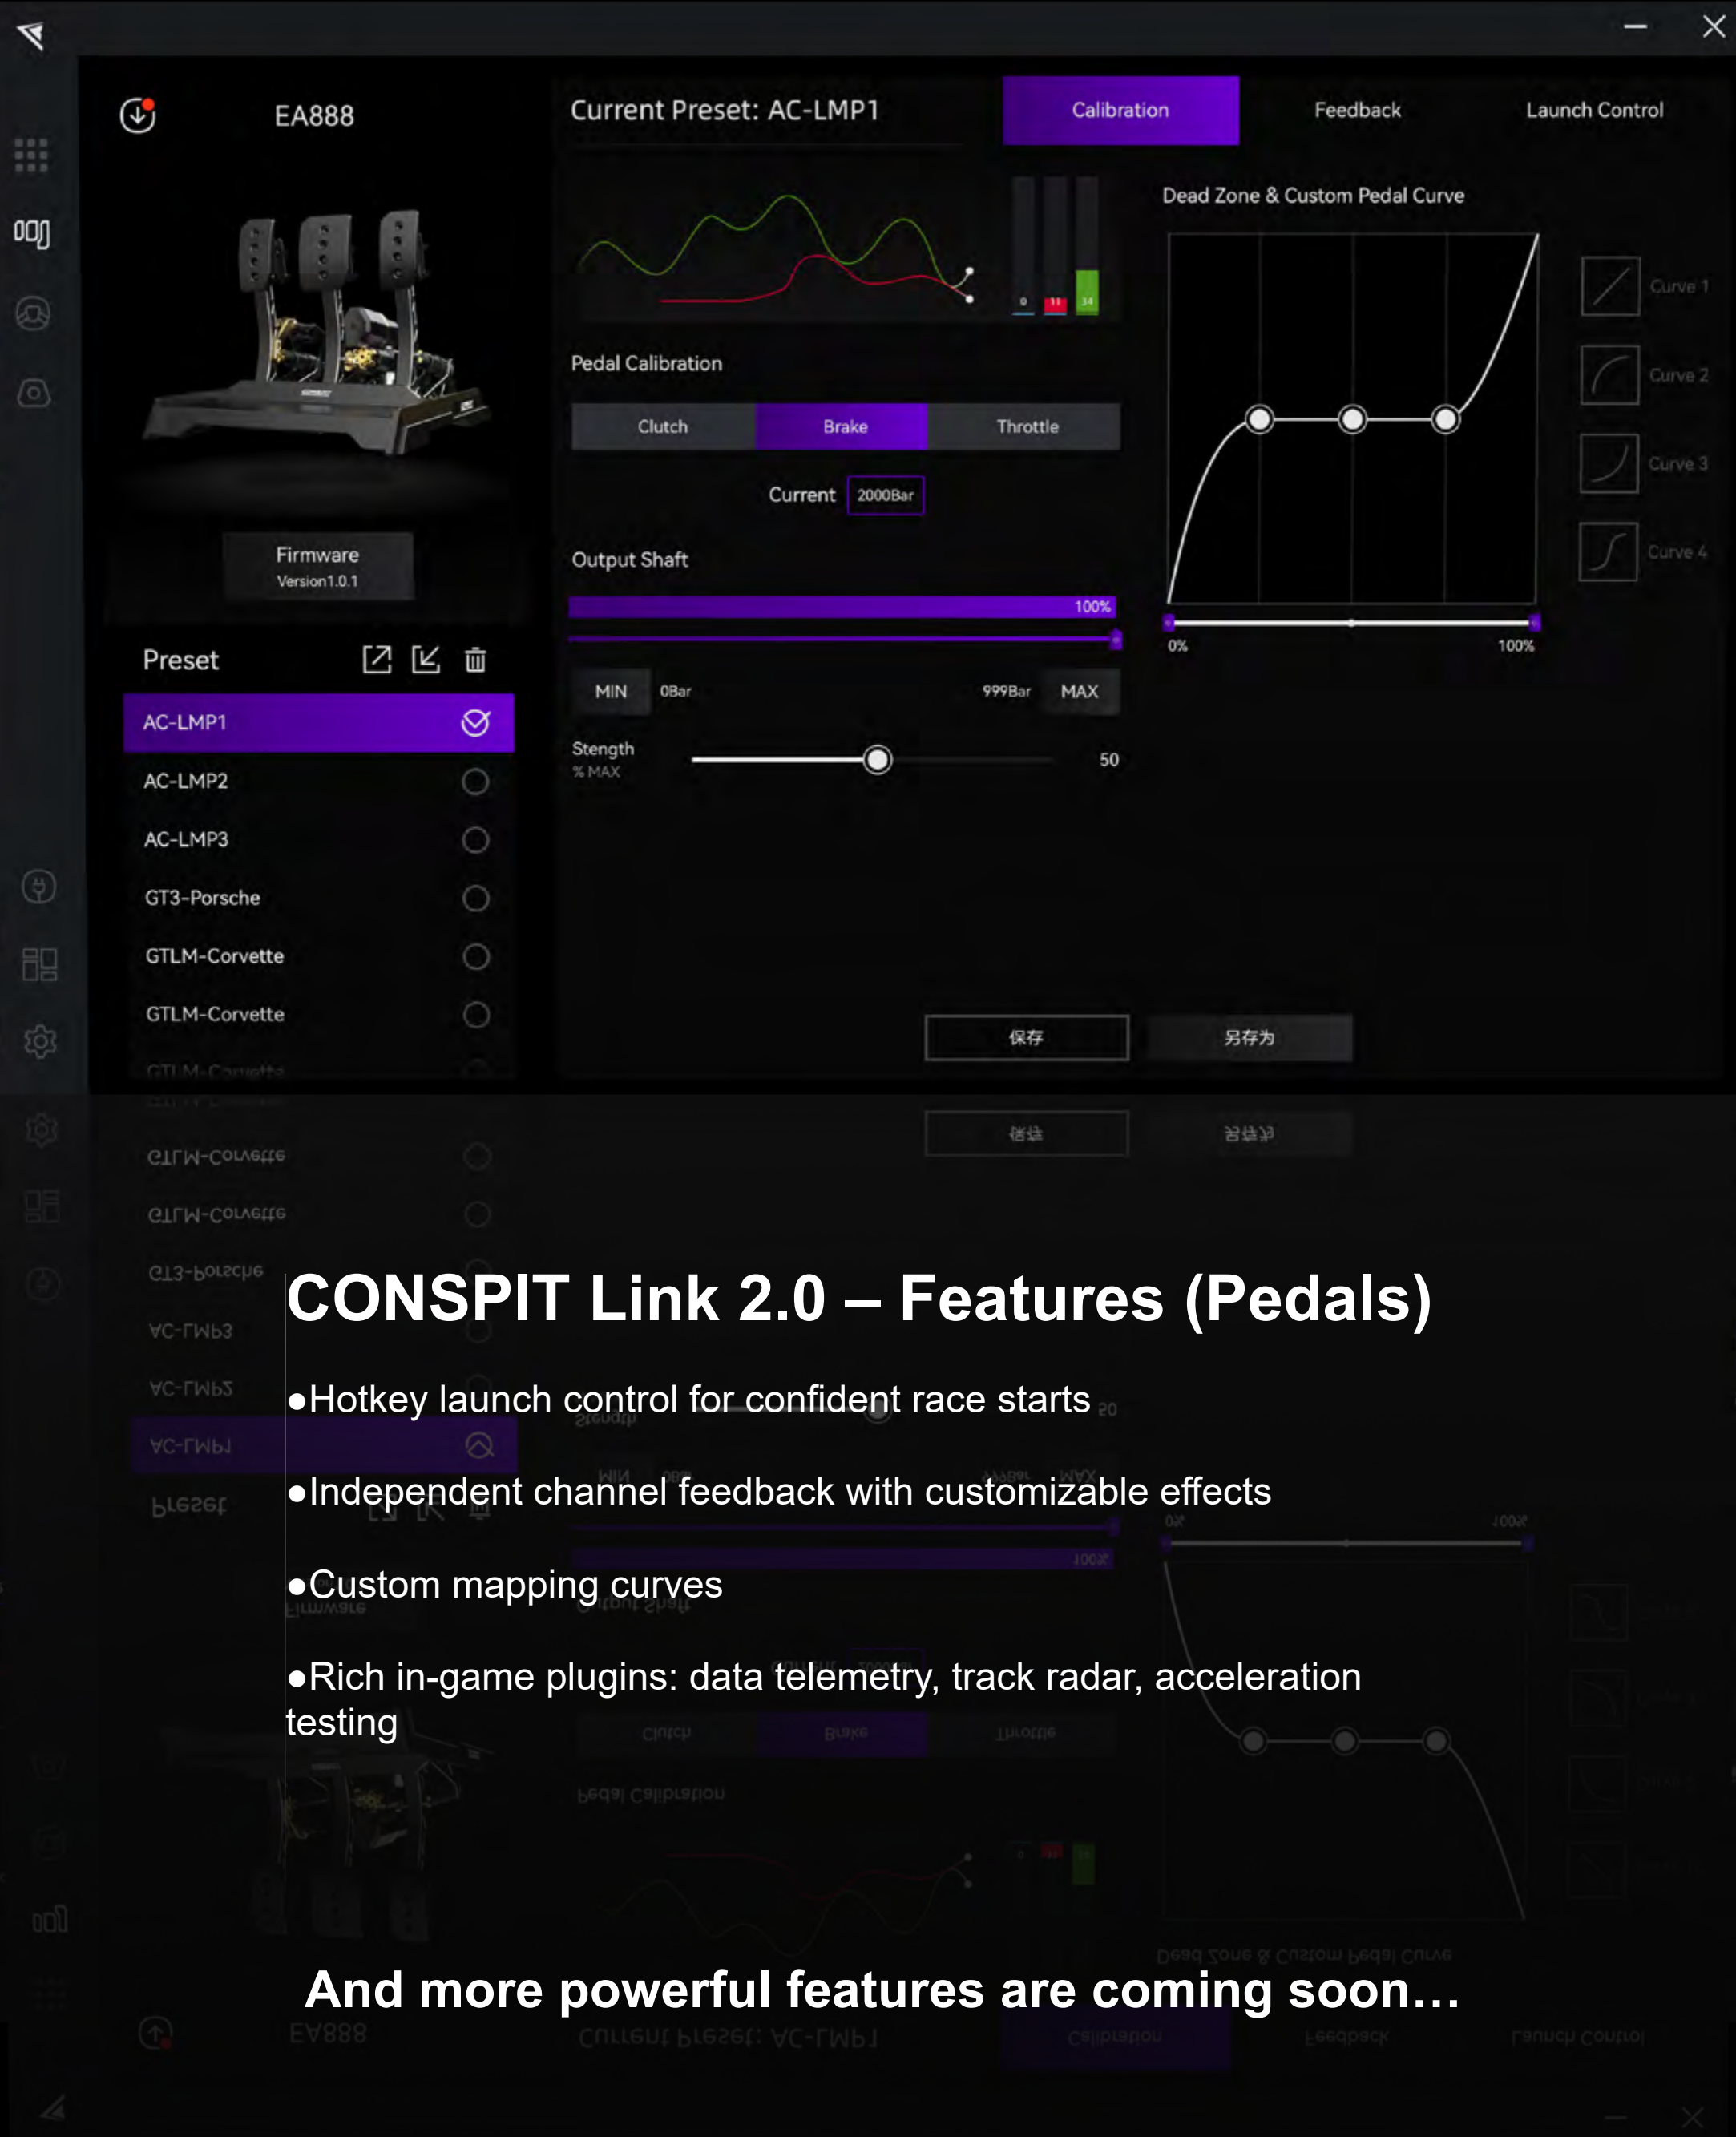 EA888
Current Preset: AC-LMP1
Calibration
Feedback
Launch Control
Dead Zone & Custom Pedal Curve
0
11
34
Curve 1
Curve 2
Curve 3
Curve 4
0%
100%
Pedal Calibration
Clutch
Brake
Throttle
Current
2000Bar
Output Shaft
100%
MIN
0Bar
999Bar
MAX
Stength
% MAX
50
Firmware
Version1.0.1
Preset
AC-LMP1
AC-LMP2
AC-LMP3
GT3-Porsche
GTLM-Corvette
GTLM-Corvette
GTLM-Corvette
保存
另存为
CONSPIT Link 2.0 – Features (Pedals)
●Hotkey launch control for confident race starts
●Independent channel feedback with customizable effects
●Custom mapping curves
●Rich in-game plugins: data telemetry, track radar, acceleration
testing
And more powerful features are coming soon…